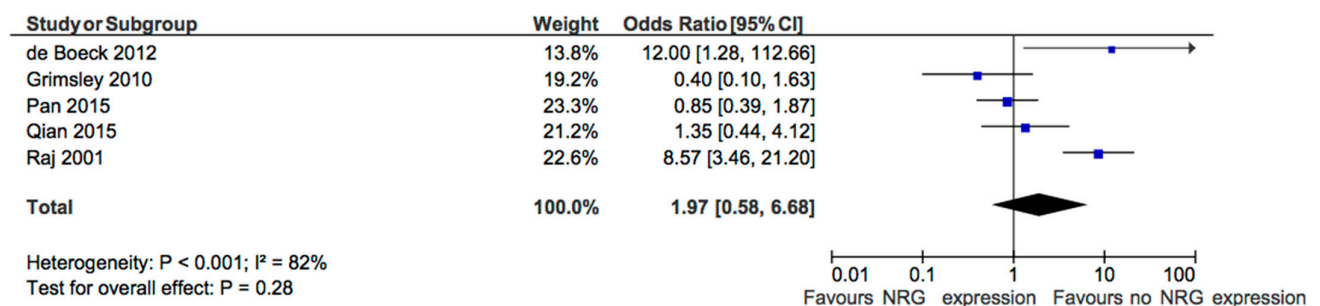 Study or Subgroup Weight Odds Ratio [95% CI]
de Boeck 2012 13.8% 12.00 [1.28, 112.66]
Grimsley 2010 19.2% 0.40 [0.10, 1.63]
Pan 2015 23.3% 0.85 [0.39, 1.87]
Qian 2015 21.2% 1.35 [0.44, 4.12]
Raj 2001 22.6% 8.57 [3.46, 21.20]
Total 100.0% 1.97 [0.58, 6.68]
Heterogeneity: P < 0.001; I² = 82%
Test for overall effect: P = 0.28
0.01 0.1 1 10 100
Favours NRG expression Favours no NRG expression